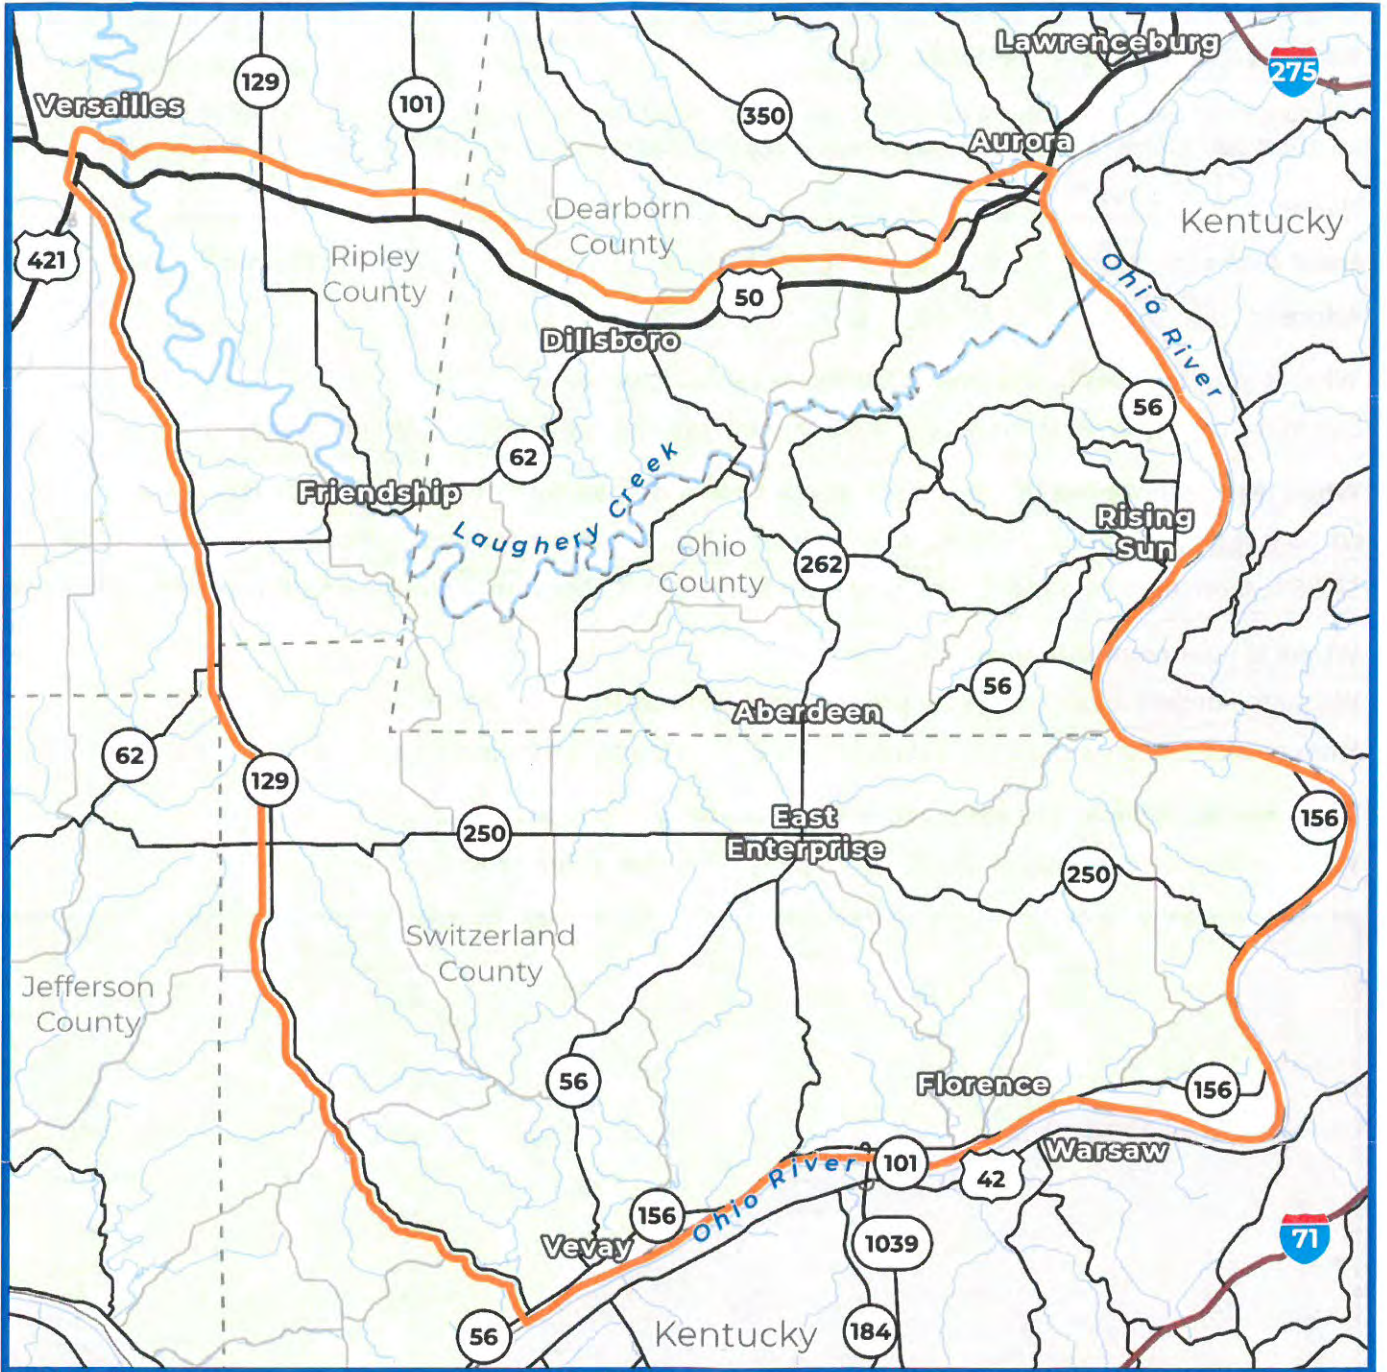 Lawrenceburg
275
129
Versailles
101
350
Aurora
Dearborn
County
Kentucky
421
Ripley
County
Ohio River
50
Dillsboro
56
62
Friendship
Laughery Creek
Rising
Sun
Ohio
County
262
56
Aberdeen
62
129
156
East
Enterprise
250
250
Switzerland
County
Jefferson
County
56
Florence
156
Warsaw
Ohio River
101
42
156
Vevay
1039
71
56
Kentucky
184